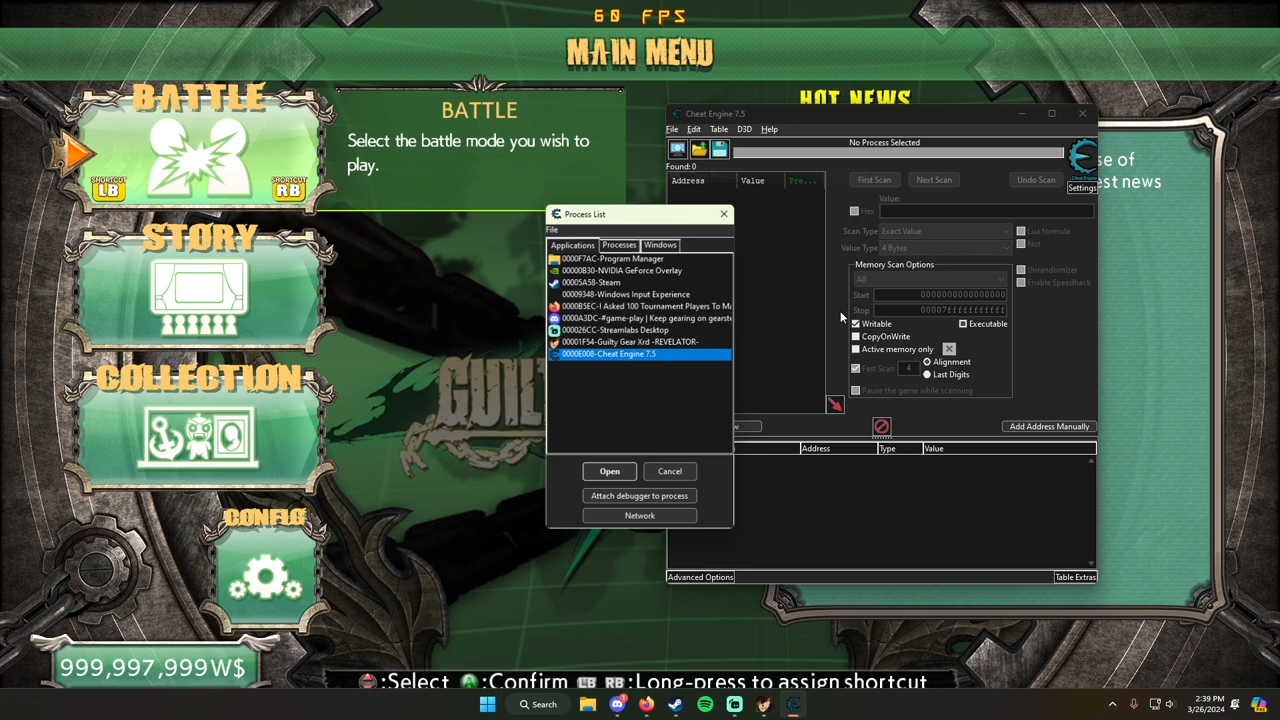 60 FPS
MAIN MENU
BATTLE
SHORTCUT
LB
SHORTCUT
RB
BATTLE
Select the battle mode you wish to
play.
STORY
COLLECTION
CONFIG
999,997,999W$
HOT NEWS
se of
est news
Cheat Engine 7.5
File Edit Table D3D Help
No Process Selected
Found: 0
Address Value Pre...
First Scan Next Scan Undo Scan
Settings
Value:
Hex
Scan Type Exact Value
Lua formula
Not
Value Type 4 Bytes
Memory Scan Options
All
Unrandomizer
Enable Speedhack
Start 0000000000000000
Stop 00007fffffffffff
Writable Executable
CopyOnWrite
Active memory only
Fast Scan 4
Alignment
Last Digits
Pause the game while scanning
Add Address Manually
Address Type Value
Advanced Options Table Extras
Process List
File
Applications Processes Windows
0000F7AC-Program Manager
00000B30-NVIDIA GeForce Overlay
00005A58-Steam
00009348-Windows Input Experience
0000B5EC-I Asked 100 Tournament Players To Ma
0000A3DC-#game-play | Keep gearing on gearste
000026CC-Streamlabs Desktop
00001F54-Guilty Gear Xrd -REVELATOR-
0000E008-Cheat Engine 7.5
Open Cancel
Attach debugger to process
Network
:Select :Confirm LB RB :Long-press to assign shortcut
Search
2:39 PM
3/26/2024